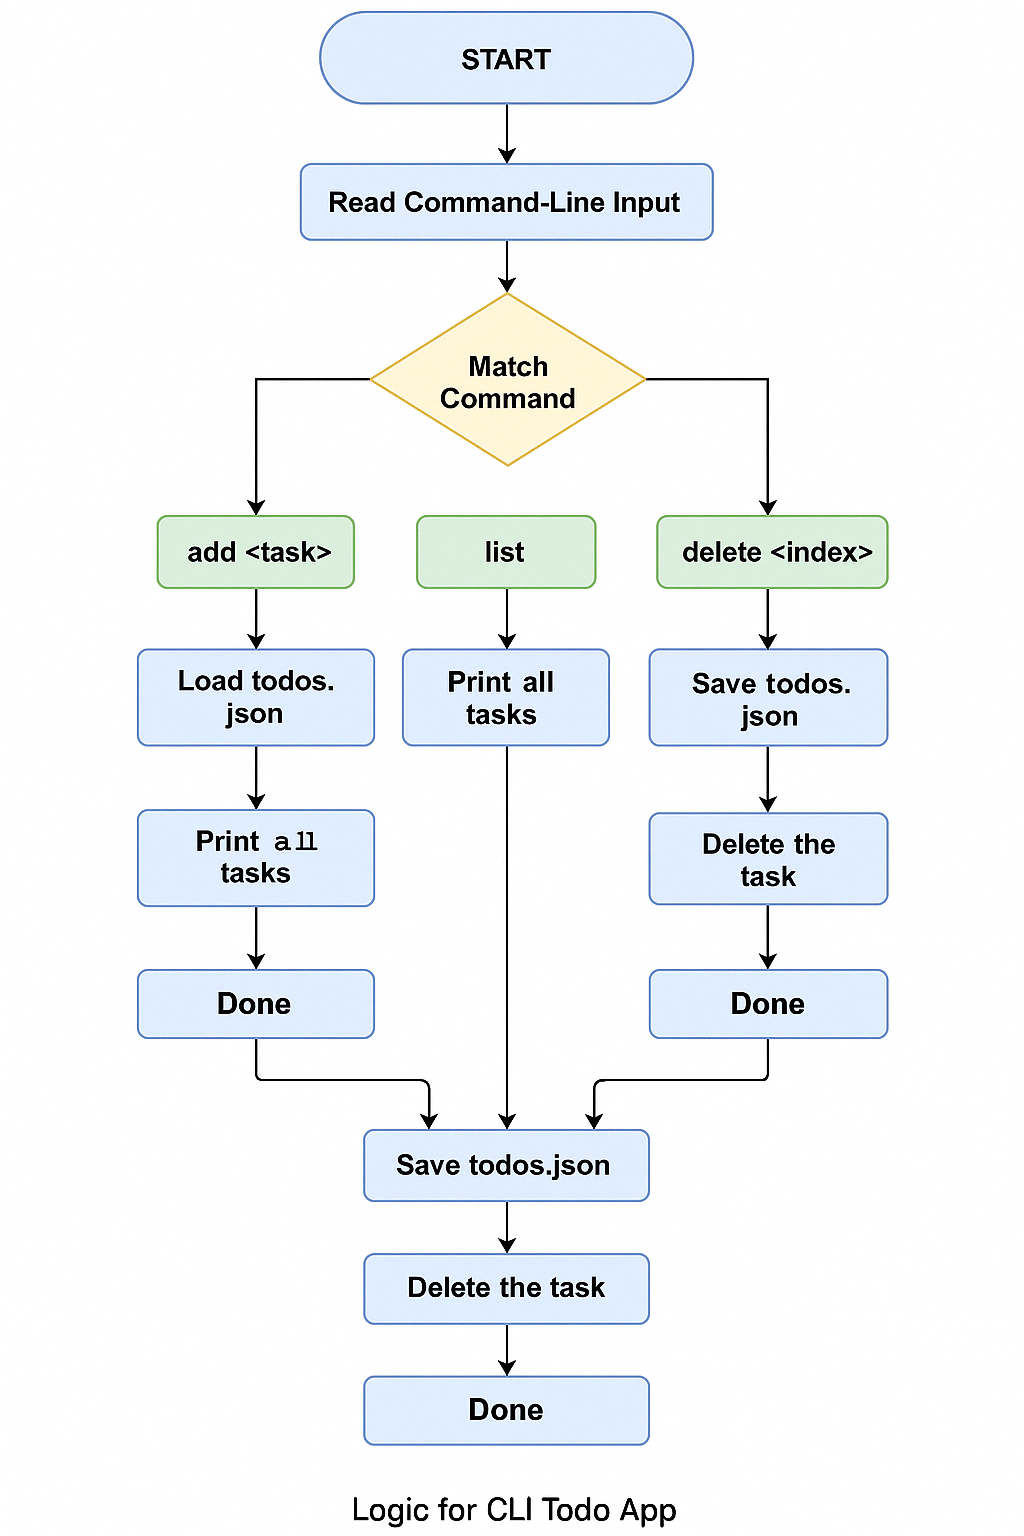 START
Read Command-Line Input
Match
Command
add <task>
list
delete <index>
Load todos.
json
Print all
tasks
Save todos.
json
Print all
tasks
Delete the
task
Done
Done
Save todos.json
Delete the task
Done
Logic for CLI Todo App